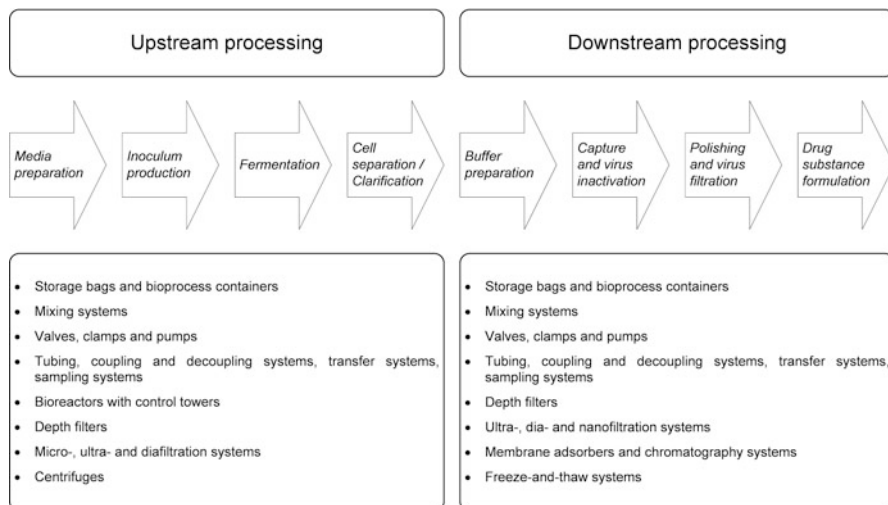 Upstream processing
Downstream processing
Media
preparation
Inoculum
production
Fermentation
Cell
separation /
Clarification
Buffer
preparation
Capture
and virus
inactivation
Polishing
and virus
filtration
Drug
substance
formulation
• Storage bags and bioprocess containers
• Mixing systems
• Valves, clamps and pumps
• Tubing, coupling and decoupling systems, transfer systems,
sampling systems
• Bioreactors with control towers
• Depth filters
• Micro-, ultra- and diafiltration systems
• Centrifuges
• Storage bags and bioprocess containers
• Mixing systems
• Valves, clamps and pumps
• Tubing, coupling and decoupling systems, transfer systems,
sampling systems
• Depth filters
• Ultra-, dia- and nanofiltration systems
• Membrane adsorbers and chromatography systems
• Freeze-and-thaw systems